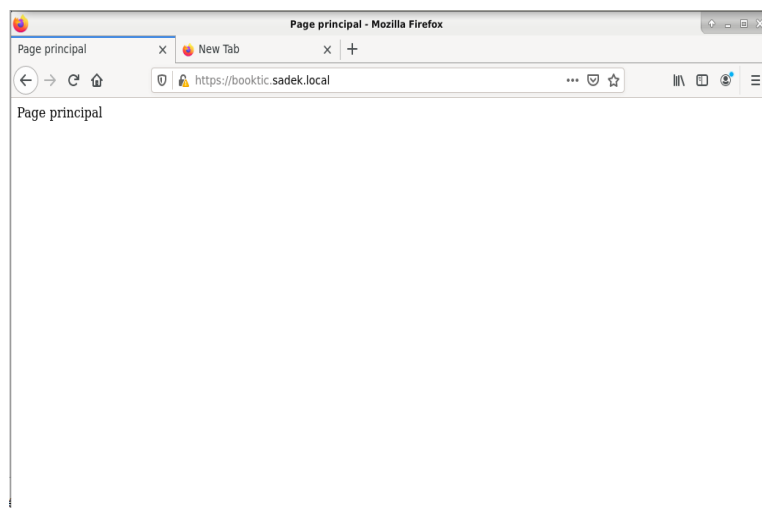 Page principal - Mozilla Firefox
Page principal
New Tab
https://booktic.sadek.local
Page principal